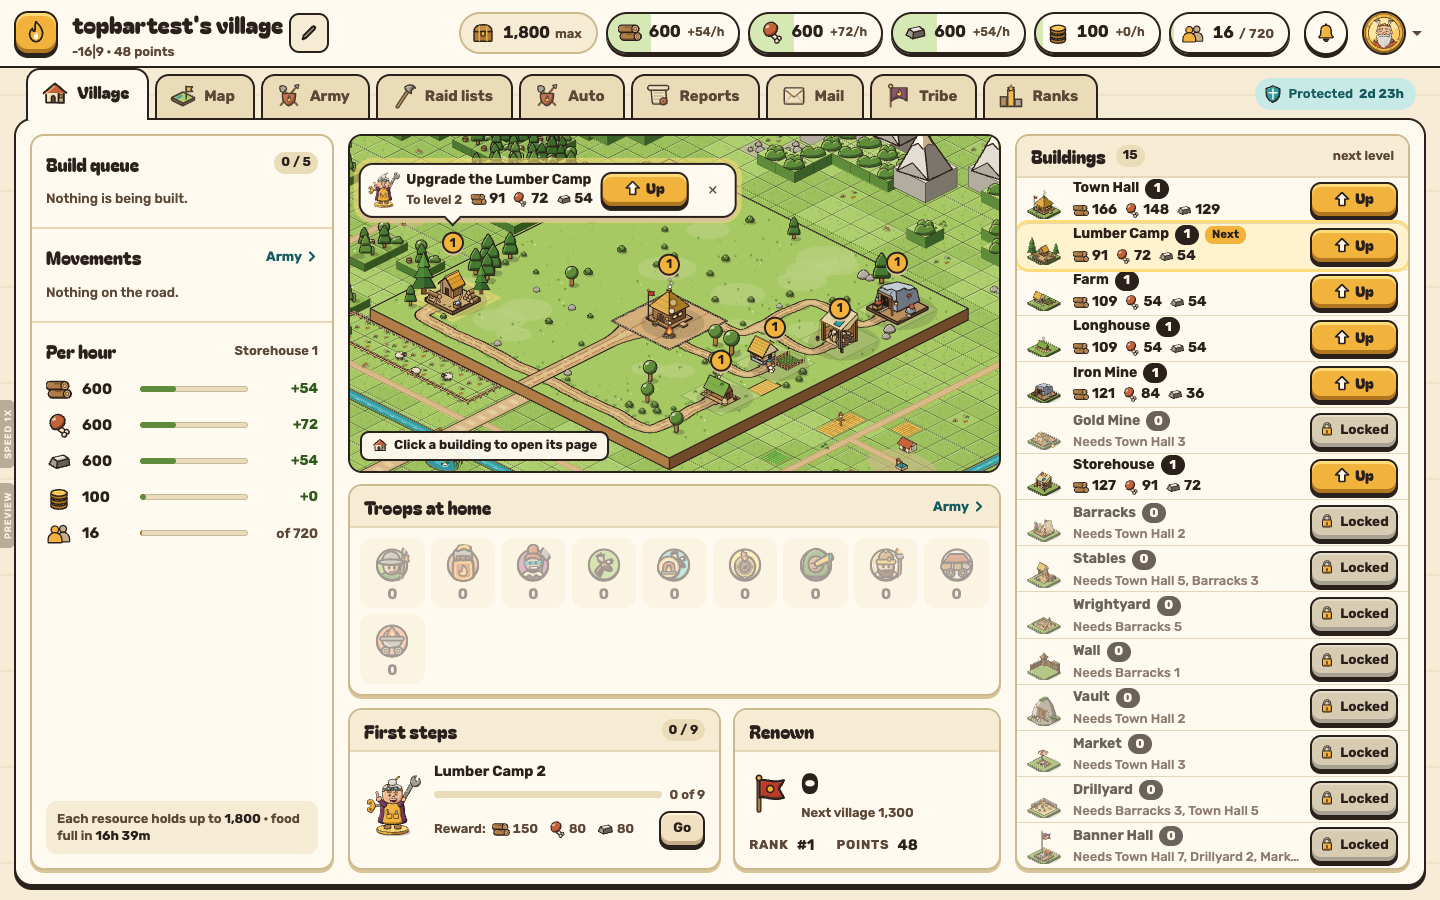 topbartest's village
-16|9 · 48 points
1,800 max
600 +54/h
600 +72/h
600 +54/h
100 +0/h
16 / 720
Village
Map
Army
Raid lists
Auto
Reports
Mail
Tribe
Ranks
Protected 2d 23h
SPEED 1X
PREVIEW
Build queue 0 / 5
Nothing is being built.
Movements Army
Nothing on the road.
Per hour Storehouse 1
600 +54
600 +72
600 +54
100 +0
16 of 720
Each resource holds up to 1,800 · food
full in 16h 39m
Upgrade the Lumber Camp
To level 2 91 72 54
Up
×
1
1
1
1
1
1
Click a building to open its page
Troops at home Army
0 0 0 0 0 0 0 0 0
0
First steps 0 / 9
Lumber Camp 2
0 of 9
Reward: 150 80 80
Go
Renown
0
Next village 1,300
RANK #1 POINTS 48
Buildings 15 next level
Town Hall 1
166 148 129
Up
Lumber Camp 1 Next
91 72 54
Up
Farm 1
109 54 54
Up
Longhouse 1
109 54 54
Up
Iron Mine 1
121 84 36
Up
Gold Mine 0
Needs Town Hall 3
Locked
Storehouse 1
127 91 72
Up
Barracks 0
Needs Town Hall 2
Locked
Stables 0
Needs Town Hall 5, Barracks 3
Locked
Wrightyard 0
Needs Barracks 5
Locked
Wall 0
Needs Barracks 1
Locked
Vault 0
Needs Town Hall 2
Locked
Market 0
Needs Town Hall 3
Locked
Drillyard 0
Needs Barracks 3, Town Hall 5
Locked
Banner Hall 0
Needs Town Hall 7, Drillyard 2, Mark...
Locked